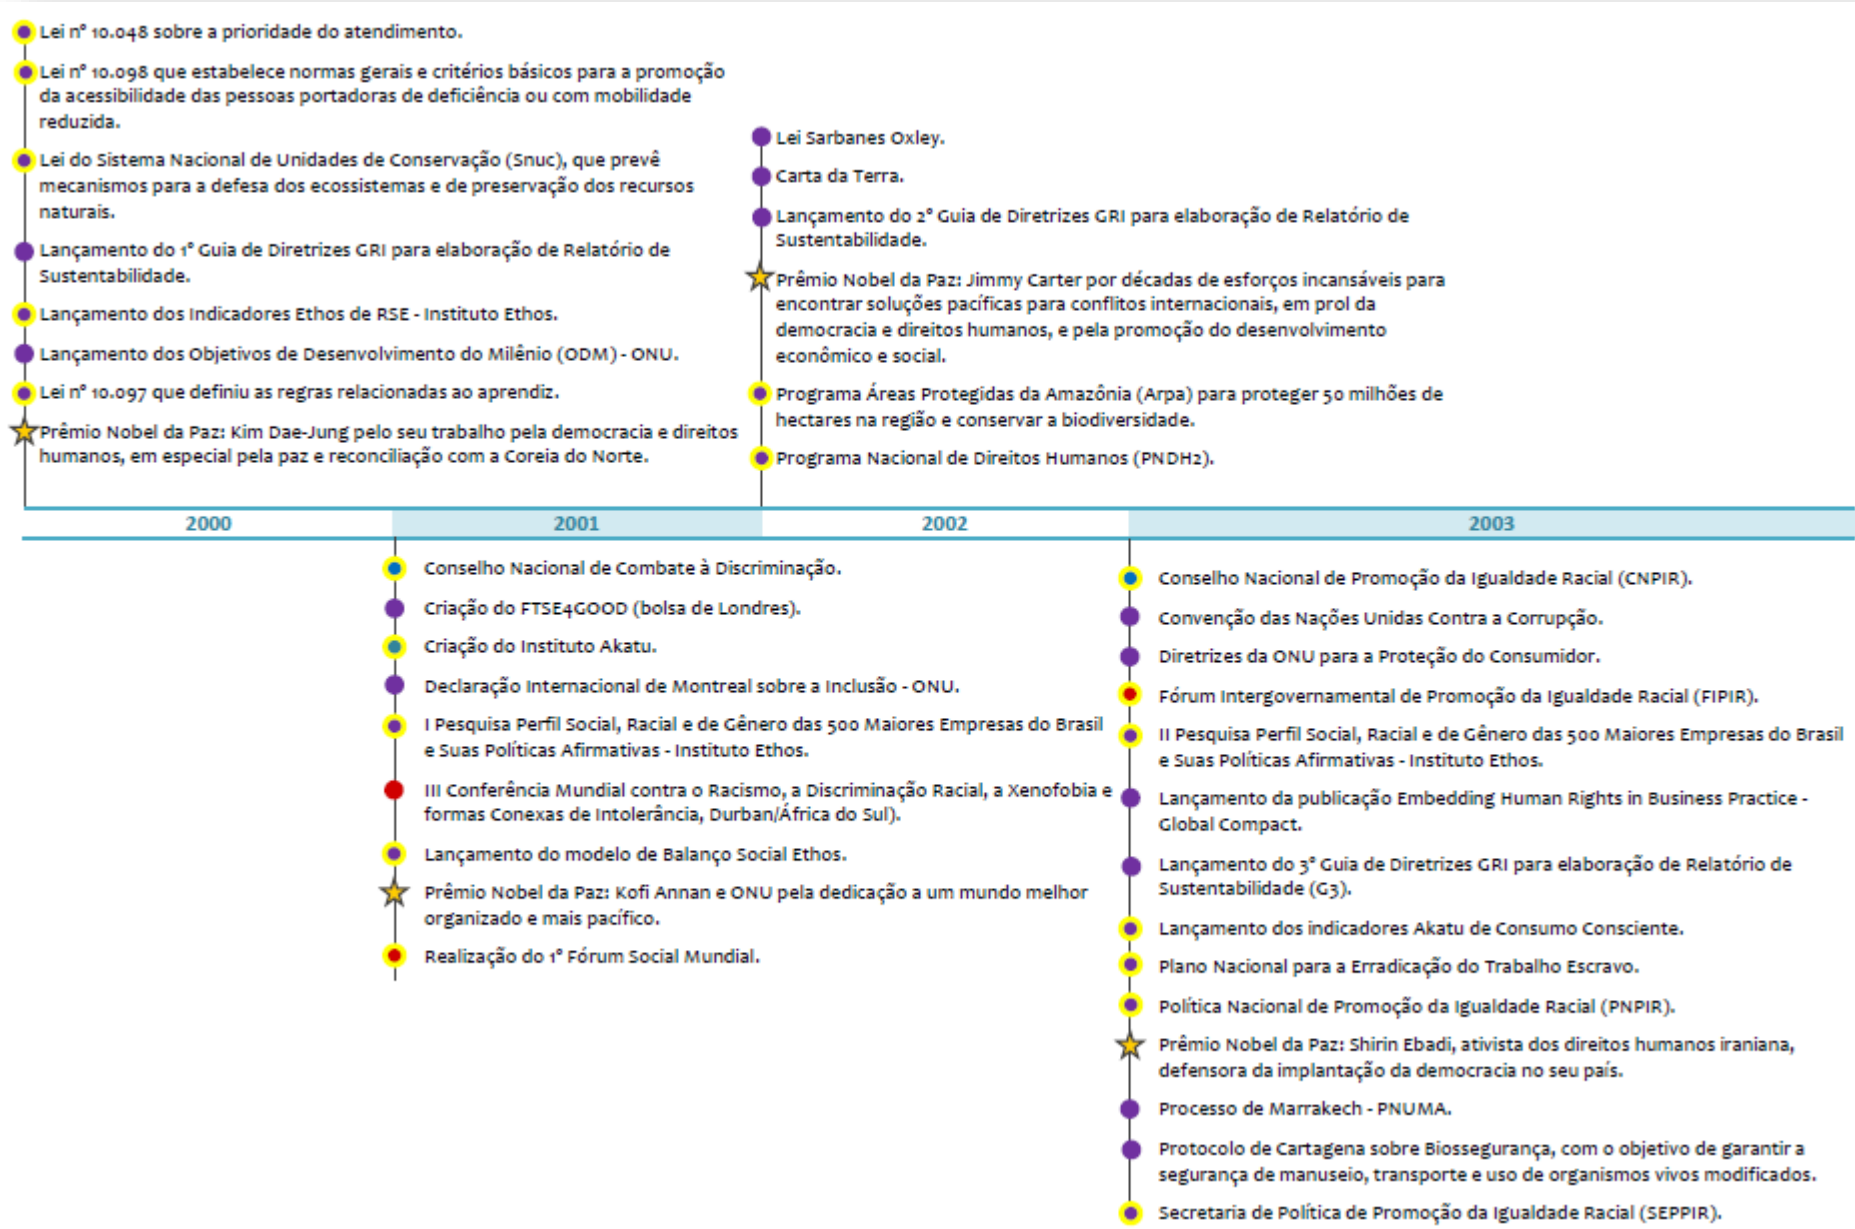 Lei nº 10.048 sobre a prioridade do atendimento.
Lei nº 10.098 que estabelece normas gerais e critérios básicos para a promoção
da acessibilidade das pessoas portadoras de deficiência ou com mobilidade
reduzida.
Lei do Sistema Nacional de Unidades de Conservação (Snuc), que prevê
mecanismos para a defesa dos ecossistemas e de preservação dos recursos
naturais.
Lançamento do 1º Guia de Diretrizes GRI para elaboração de Relatório de
Sustentabilidade.
Lançamento dos Indicadores Ethos de RSE - Instituto Ethos.
Lançamento dos Objetivos de Desenvolvimento do Milênio (ODM) - ONU.
Lei nº 10.097 que definiu as regras relacionadas ao aprendiz.
Prêmio Nobel da Paz: Kim Dae-Jung pelo seu trabalho pela democracia e direitos
humanos, em especial pela paz e reconciliação com a Coreia do Norte.
Lei Sarbanes Oxley.
Carta da Terra.
Lançamento do 2º Guia de Diretrizes GRI para elaboração de Relatório de
Sustentabilidade.
Prêmio Nobel da Paz: Jimmy Carter por décadas de esforços incansáveis para
encontrar soluções pacíficas para conflitos internacionais, em prol da
democracia e direitos humanos, e pela promoção do desenvolvimento
econômico e social.
Programa Áreas Protegidas da Amazônia (Arpa) para proteger 50 milhões de
hectares na região e conservar a biodiversidade.
Programa Nacional de Direitos Humanos (PNDH2).
2000
2001
2002
2003
Conselho Nacional de Combate à Discriminação.
Criação do FTSE4GOOD (bolsa de Londres).
Criação do Instituto Akatu.
Declaração Internacional de Montreal sobre a Inclusão - ONU.
I Pesquisa Perfil Social, Racial e de Gênero das 500 Maiores Empresas do Brasil
e Suas Políticas Afirmativas - Instituto Ethos.
III Conferência Mundial contra o Racismo, a Discriminação Racial, a Xenofobia e
formas Conexas de Intolerância, Durban/África do Sul).
Lançamento do modelo de Balanço Social Ethos.
Prêmio Nobel da Paz: Kofi Annan e ONU pela dedicação a um mundo melhor
organizado e mais pacífico.
Realização do 1º Fórum Social Mundial.
Conselho Nacional de Promoção da Igualdade Racial (CNPIR).
Convenção das Nações Unidas Contra a Corrupção.
Diretrizes da ONU para a Proteção do Consumidor.
Fórum Intergovernamental de Promoção da Igualdade Racial (FIPIR).
II Pesquisa Perfil Social, Racial e de Gênero das 500 Maiores Empresas do Brasil
e Suas Políticas Afirmativas - Instituto Ethos.
Lançamento da publicação Embedding Human Rights in Business Practice -
Global Compact.
Lançamento do 3º Guia de Diretrizes GRI para elaboração de Relatório de
Sustentabilidade (G3).
Lançamento dos indicadores Akatu de Consumo Consciente.
Plano Nacional para a Erradicação do Trabalho Escravo.
Política Nacional de Promoção da Igualdade Racial (PNPIR).
Prêmio Nobel da Paz: Shirin Ebadi, ativista dos direitos humanos iraniana,
defensora da implantação da democracia no seu país.
Processo de Marrakech - PNUMA.
Protocolo de Cartagena sobre Biossegurança, com o objetivo de garantir a
segurança de manuseio, transporte e uso de organismos vivos modificados.
Secretaria de Política de Promoção da Igualdade Racial (SEPPIR).